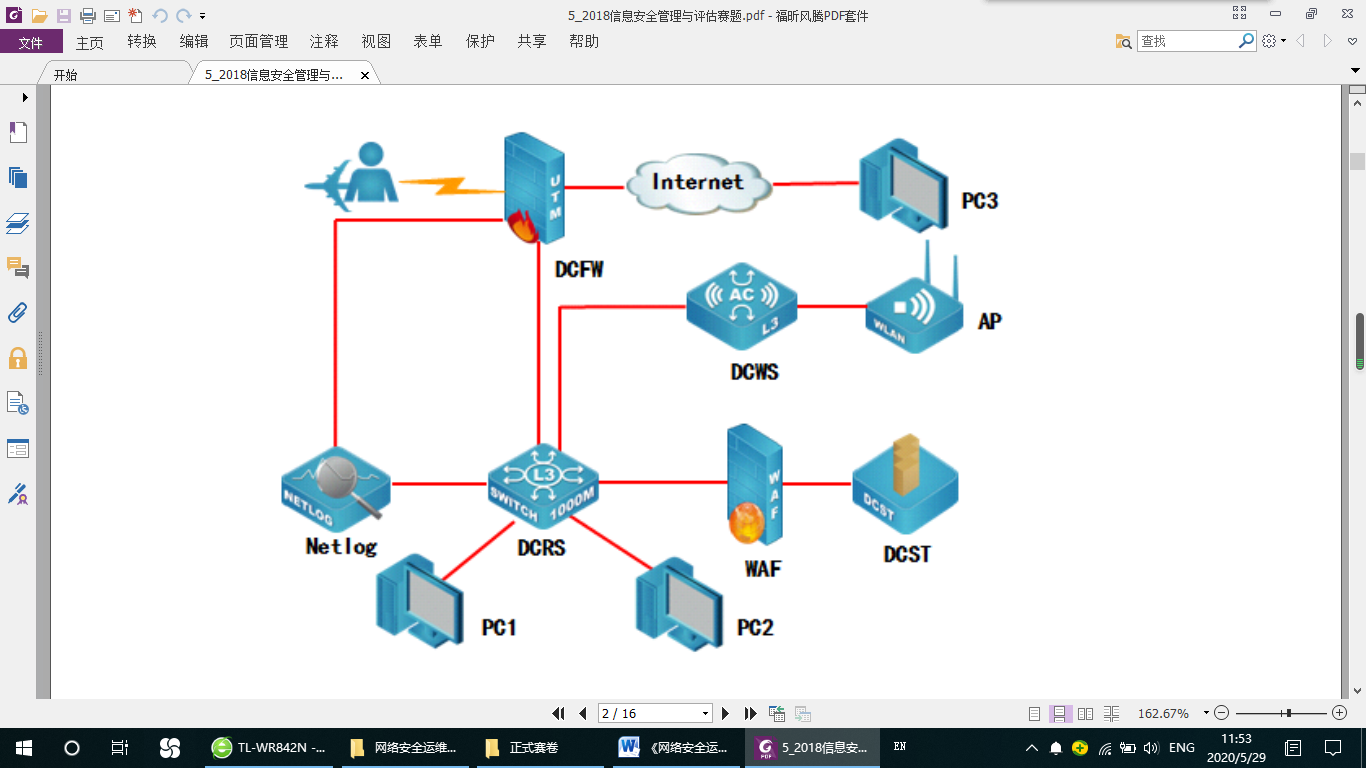 5_2018信息安全管理与评估赛题.pdf - 福昕风腾PDF套件
文件 主页 转换 编辑 页面管理 注释 视图 表单 保护 共享 帮助 查找
开始 5_2018信息安全管理与...
UTM
Internet
PC3
DCFW
AC
L3
WLAN
AP
DCWS
NETLOG
Netlog
L3
SWITCH 1000M
DCRS
WAF
WAF
DCST
DCST
PC1
PC2
2 / 16
162.67%
TL-WR842N -...
网络安全运维...
正式赛卷
《网络安全运...
5_2018信息安...
EN
ENG
11:53
2020/5/29